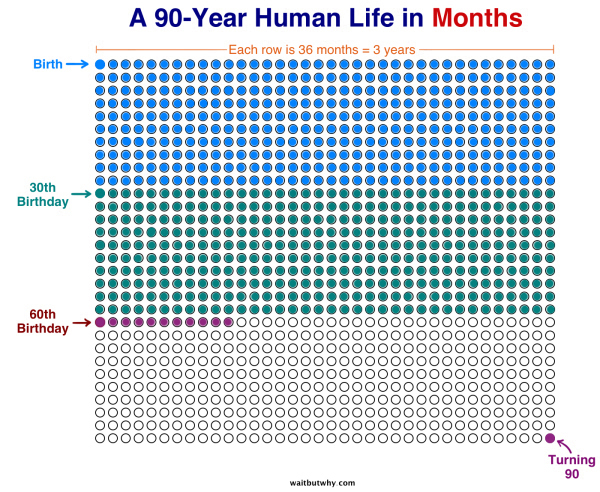 A 90-Year Human Life in Months
Each row is 36 months = 3 years
Birth
30th
Birthday
60th
Birthday
Turning
90
waitbutwhy.com